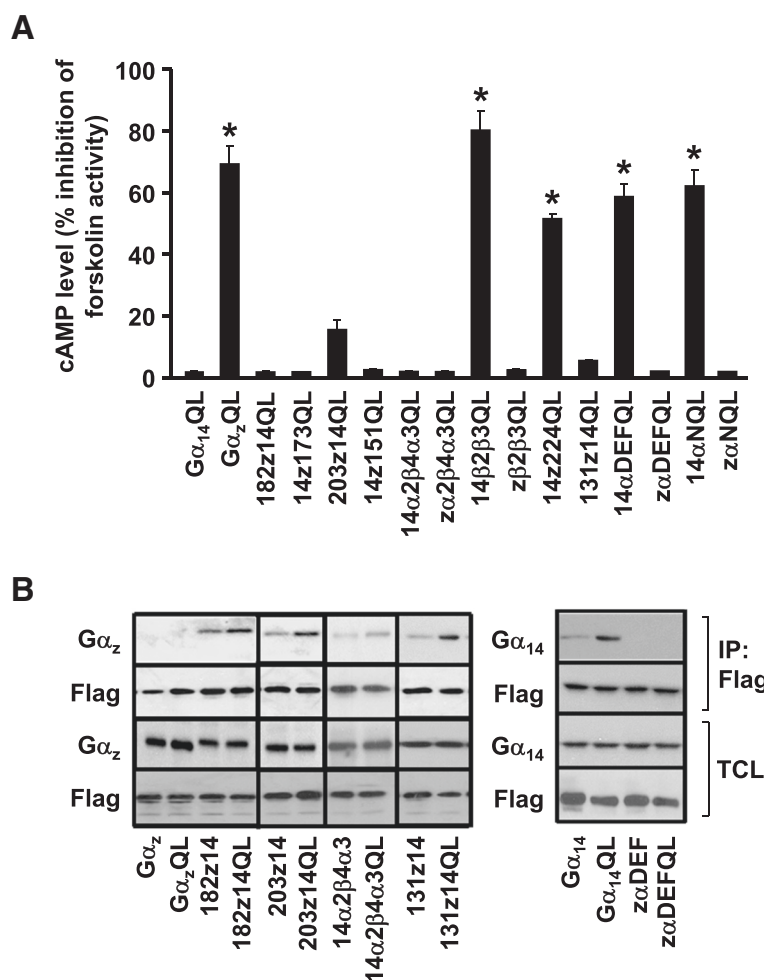 A
cAMP level (% inhibition of
forskolin activity)
100
80
60
40
20
0
* * * * *
Gα14QL
GαzQL
182z14QL
14z173QL
203z14QL
14z151QL
14α2β4α3QL
zα2β4α3QL
14β2β3QL
zβ2β3QL
14z224QL
131z14QL
14αDEFQL
zαDEFQL
14αNQL
zαNQL
B
Gαz
Flag
Gαz
Flag
Gα14
Flag
Gα14
Flag
IP:
Flag
TCL
Gαz
GαzQL
182z14
182z14QL
203z14
203z14QL
14α2β4α3
14α2β4α3QL
131z14
131z14QL
Gα14
Gα14QL
zαDEF
zαDEFQL